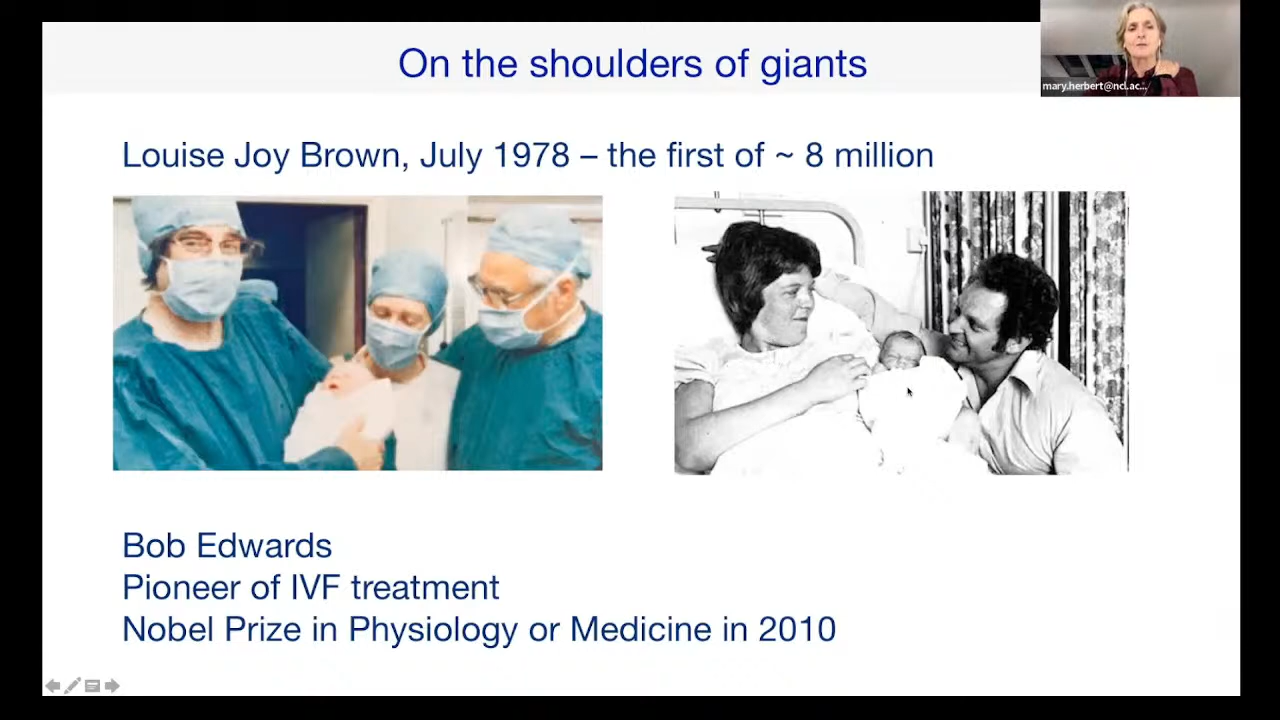 On the shoulders of giants
mary.herbert@ncl.ac...
Louise Joy Brown, July 1978 – the first of ~ 8 million
Bob Edwards
Pioneer of IVF treatment
Nobel Prize in Physiology or Medicine in 2010